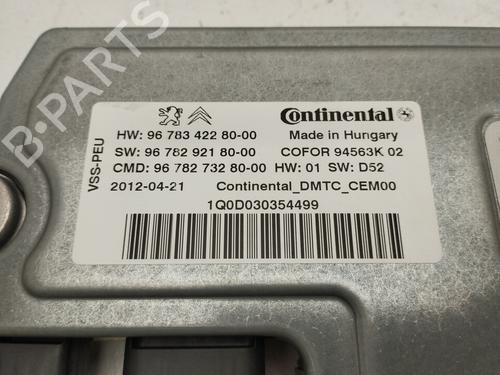 B-PARTS
Continental
VSS-PEU
HW: 96 783 422 80-00
Made in Hungary
SW: 96 782 921 80-00
COFOR 94563K 02
CMD: 96 782 732 80-00 HW: 01 SW: D52
2012-04-21
Continental_DMTC_CEM00
1Q0D030354499